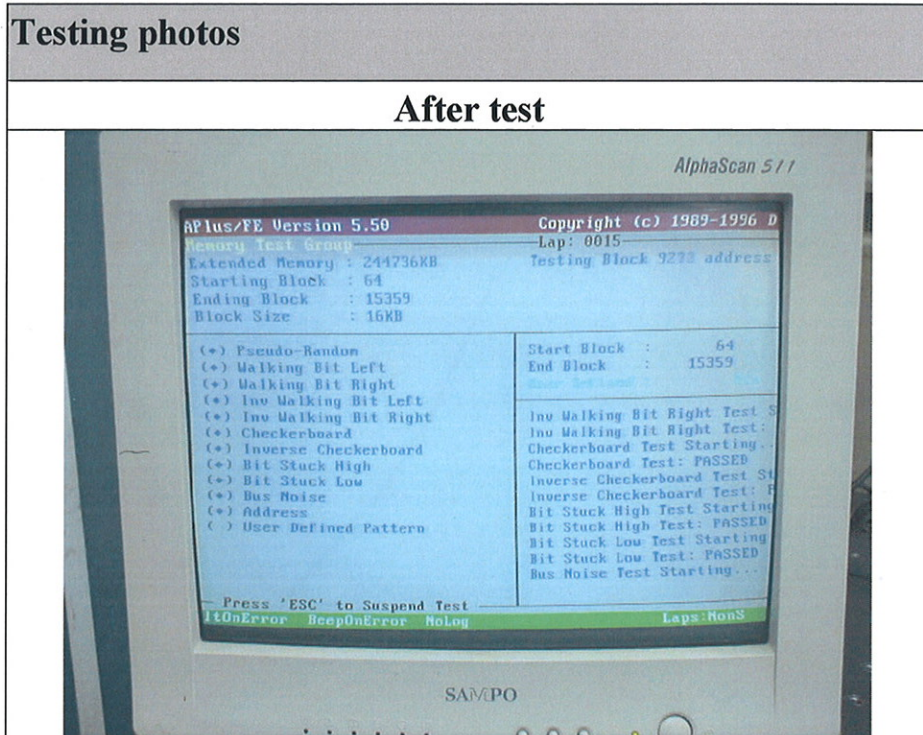 Testing photos
After test
AlphaScan 511
APlus/FE Version 5.50 Copyright (c) 1989-1996 D
Memory Test Group Lap: 0015
Extended Memory : 244736KB Testing Block address
Starting Block : 64
Ending Block : 15359
Block Size : 16KB
(*) Pseudo-Random
(*) Walking Bit Left
(*) Walking Bit Right
(*) Inv Walking Bit Left
(*) Inv Walking Bit Right
(*) Checkerboard
(*) Inverse Checkerboard
(*) Bit Stuck High
(*) Bit Stuck Low
(*) Bus Noise
(*) Address
( ) User Defined Pattern
Start Block : 64
End Block : 15359
Inv Walking Bit Right Test S
Inv Walking Bit Right Test:
Checkerboard Test Starting..
Checkerboard Test: PASSED
Inverse Checkerboard Test St
Inverse Checkerboard Test: P
Bit Stuck High Test Starting
Bit Stuck High Test: PASSED
Bit Stuck Low Test Starting
Bit Stuck Low Test: PASSED
Bus Noise Test Starting...
Press 'ESC' to Suspend Test
ltOnError BeepOnError NoLog Laps:NonS
SAMPO